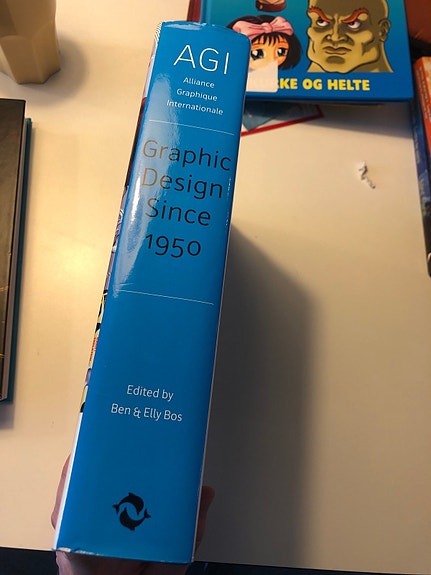 AGI
Alliance
Graphique
Internationale
Graphic
Design
Since
1950
Edited by
Ben & Elly Bos
KE OG HELTE